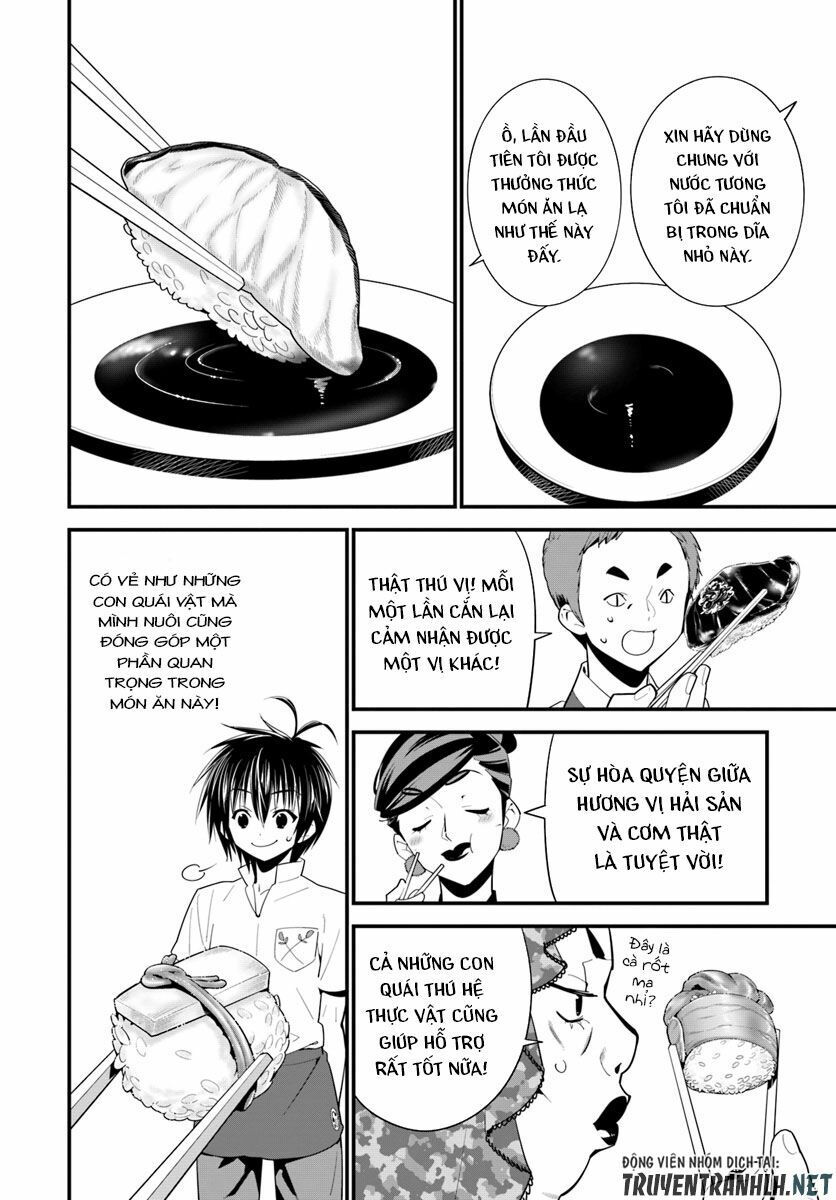 XIN HÃY DÙNG
CHUNG VỚI
NƯỚC TƯƠNG
TÔI ĐÃ CHUẨN
BỊ TRONG DĨA
NHỎ NÀY.
Ồ, LẦN ĐẦU
TIÊN TÔI ĐƯỢC
THƯỞNG THỨC
MÓN ĂN LẠ
NHƯ THẾ NÀY
ĐẤY.
THẬT THÚ VỊ! MỖI
MỘT LẦN CẮN LẠI
CẢM NHẬN ĐƯỢC
MỘT VỊ KHÁC!
SỰ HÒA QUYỆN GIỮA
HƯƠNG VỊ HẢI SẢN
VÀ CƠM THẬT
LÀ TUYỆT VỜI!
Đây là
cà rốt
mà
nhỉ?
CẢ NHỮNG CON
QUÁI THÚ HỆ
THỰC VẬT CŨNG
GIÚP HỖ TRỢ
RẤT TỐT NỮA!
CÓ VẺ NHƯ NHỮNG
CON QUÁI VẬT MÀ
MÌNH NUÔI CŨNG
ĐÓNG GÓP MỘT
PHẦN QUAN
TRỌNG TRONG
MÓN ĂN NÀY!
ĐỘNG VIÊN NHÓM DỊCH TẠI:
TRUYENTRANHLH.NET